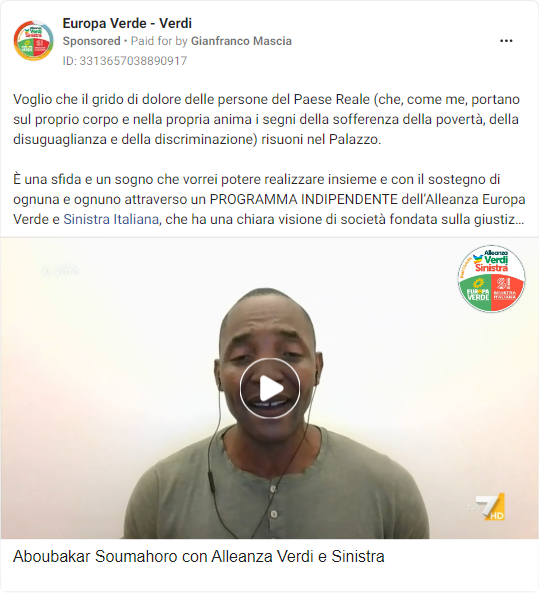 Europa Verde - Verdi
Sponsored • Paid for by Gianfranco Mascia
ID: 3313657038890917
Voglio che il grido di dolore delle persone del Paese Reale (che, come me, portano
sul proprio corpo e nella propria anima i segni della sofferenza della povertà, della
disuguaglianza e della discriminazione) risuoni nel Palazzo.
È una sfida e un sogno che vorrei potere realizzare insieme e con il sostegno di
ognuna e ognuno attraverso un PROGRAMMA INDIPENDENTE dell'Alleanza Europa
Verde e Sinistra Italiana, che ha una chiara visione di società fondata sulla giustiz...
Alleanza
Verdi
Sinistra
EUROPA
VERDE
SINISTRA
ITALIANA
7
HD
Aboubakar Soumahoro con Alleanza Verdi e Sinistra